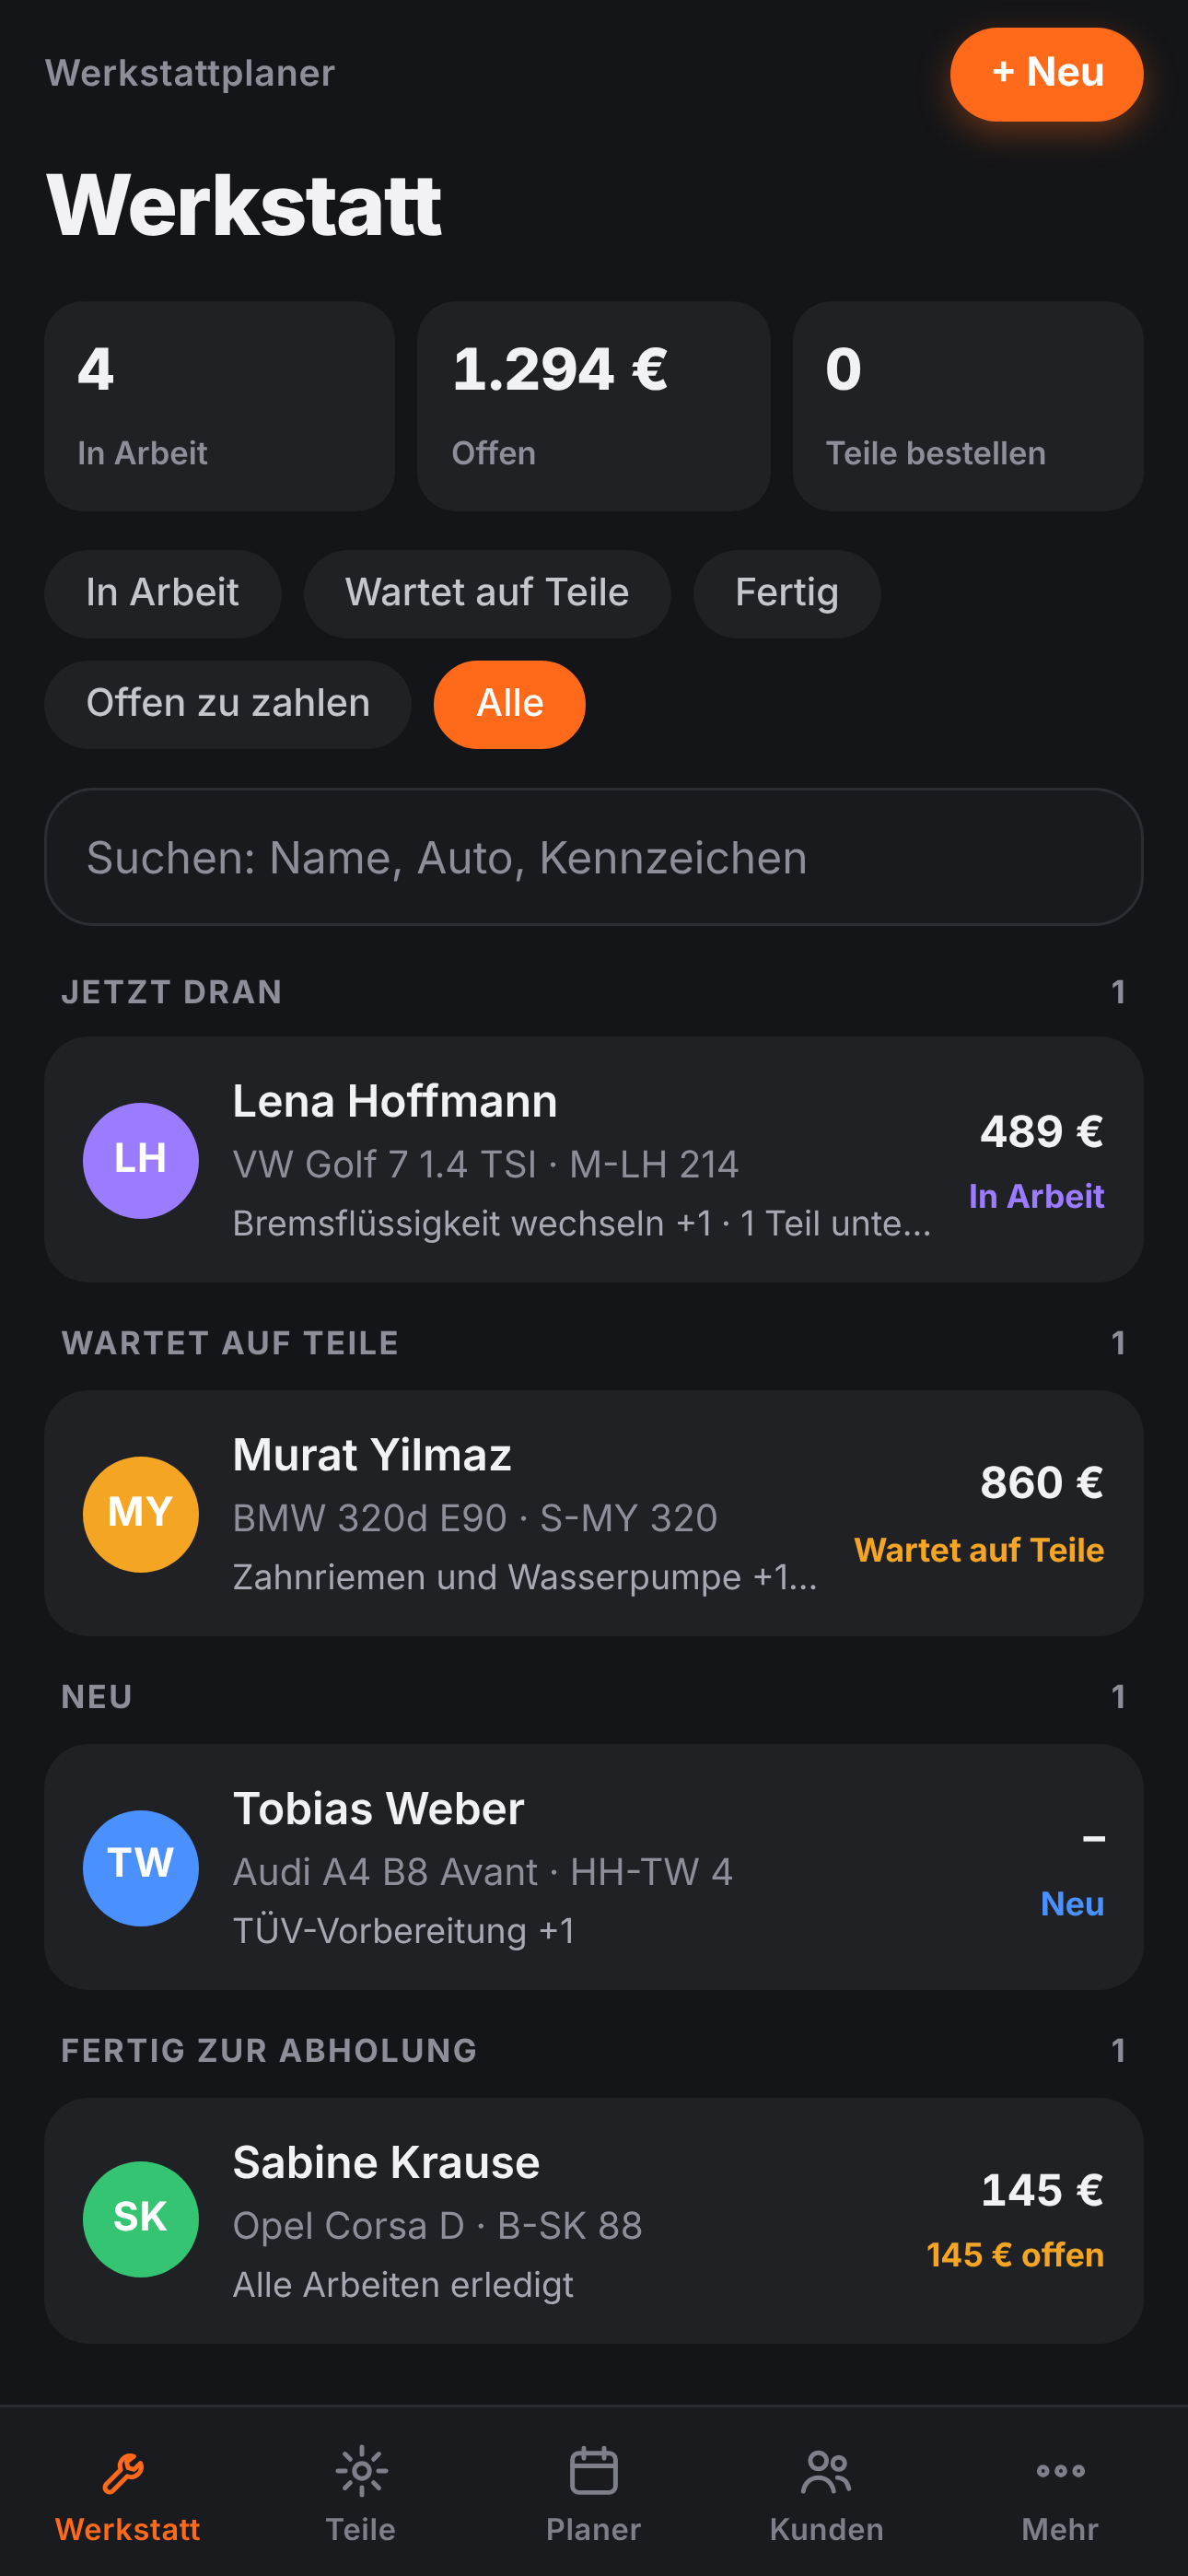 Werkstattplaner
+ Neu
Werkstatt
4
In Arbeit
1.294 €
Offen
0
Teile bestellen
In Arbeit
Wartet auf Teile
Fertig
Offen zu zahlen
Alle
Suchen: Name, Auto, Kennzeichen
JETZT DRAN
1
LH
Lena Hoffmann
VW Golf 7 1.4 TSI · M-LH 214
Bremsflüssigkeit wechseln +1 · 1 Teil unte...
489 €
In Arbeit
WARTET AUF TEILE
1
MY
Murat Yilmaz
BMW 320d E90 · S-MY 320
Zahnriemen und Wasserpumpe +1...
860 €
Wartet auf Teile
NEU
1
TW
Tobias Weber
Audi A4 B8 Avant · HH-TW 4
TÜV-Vorbereitung +1
–
Neu
FERTIG ZUR ABHOLUNG
1
SK
Sabine Krause
Opel Corsa D · B-SK 88
Alle Arbeiten erledigt
145 €
145 € offen
Werkstatt
Teile
Planer
Kunden
Mehr